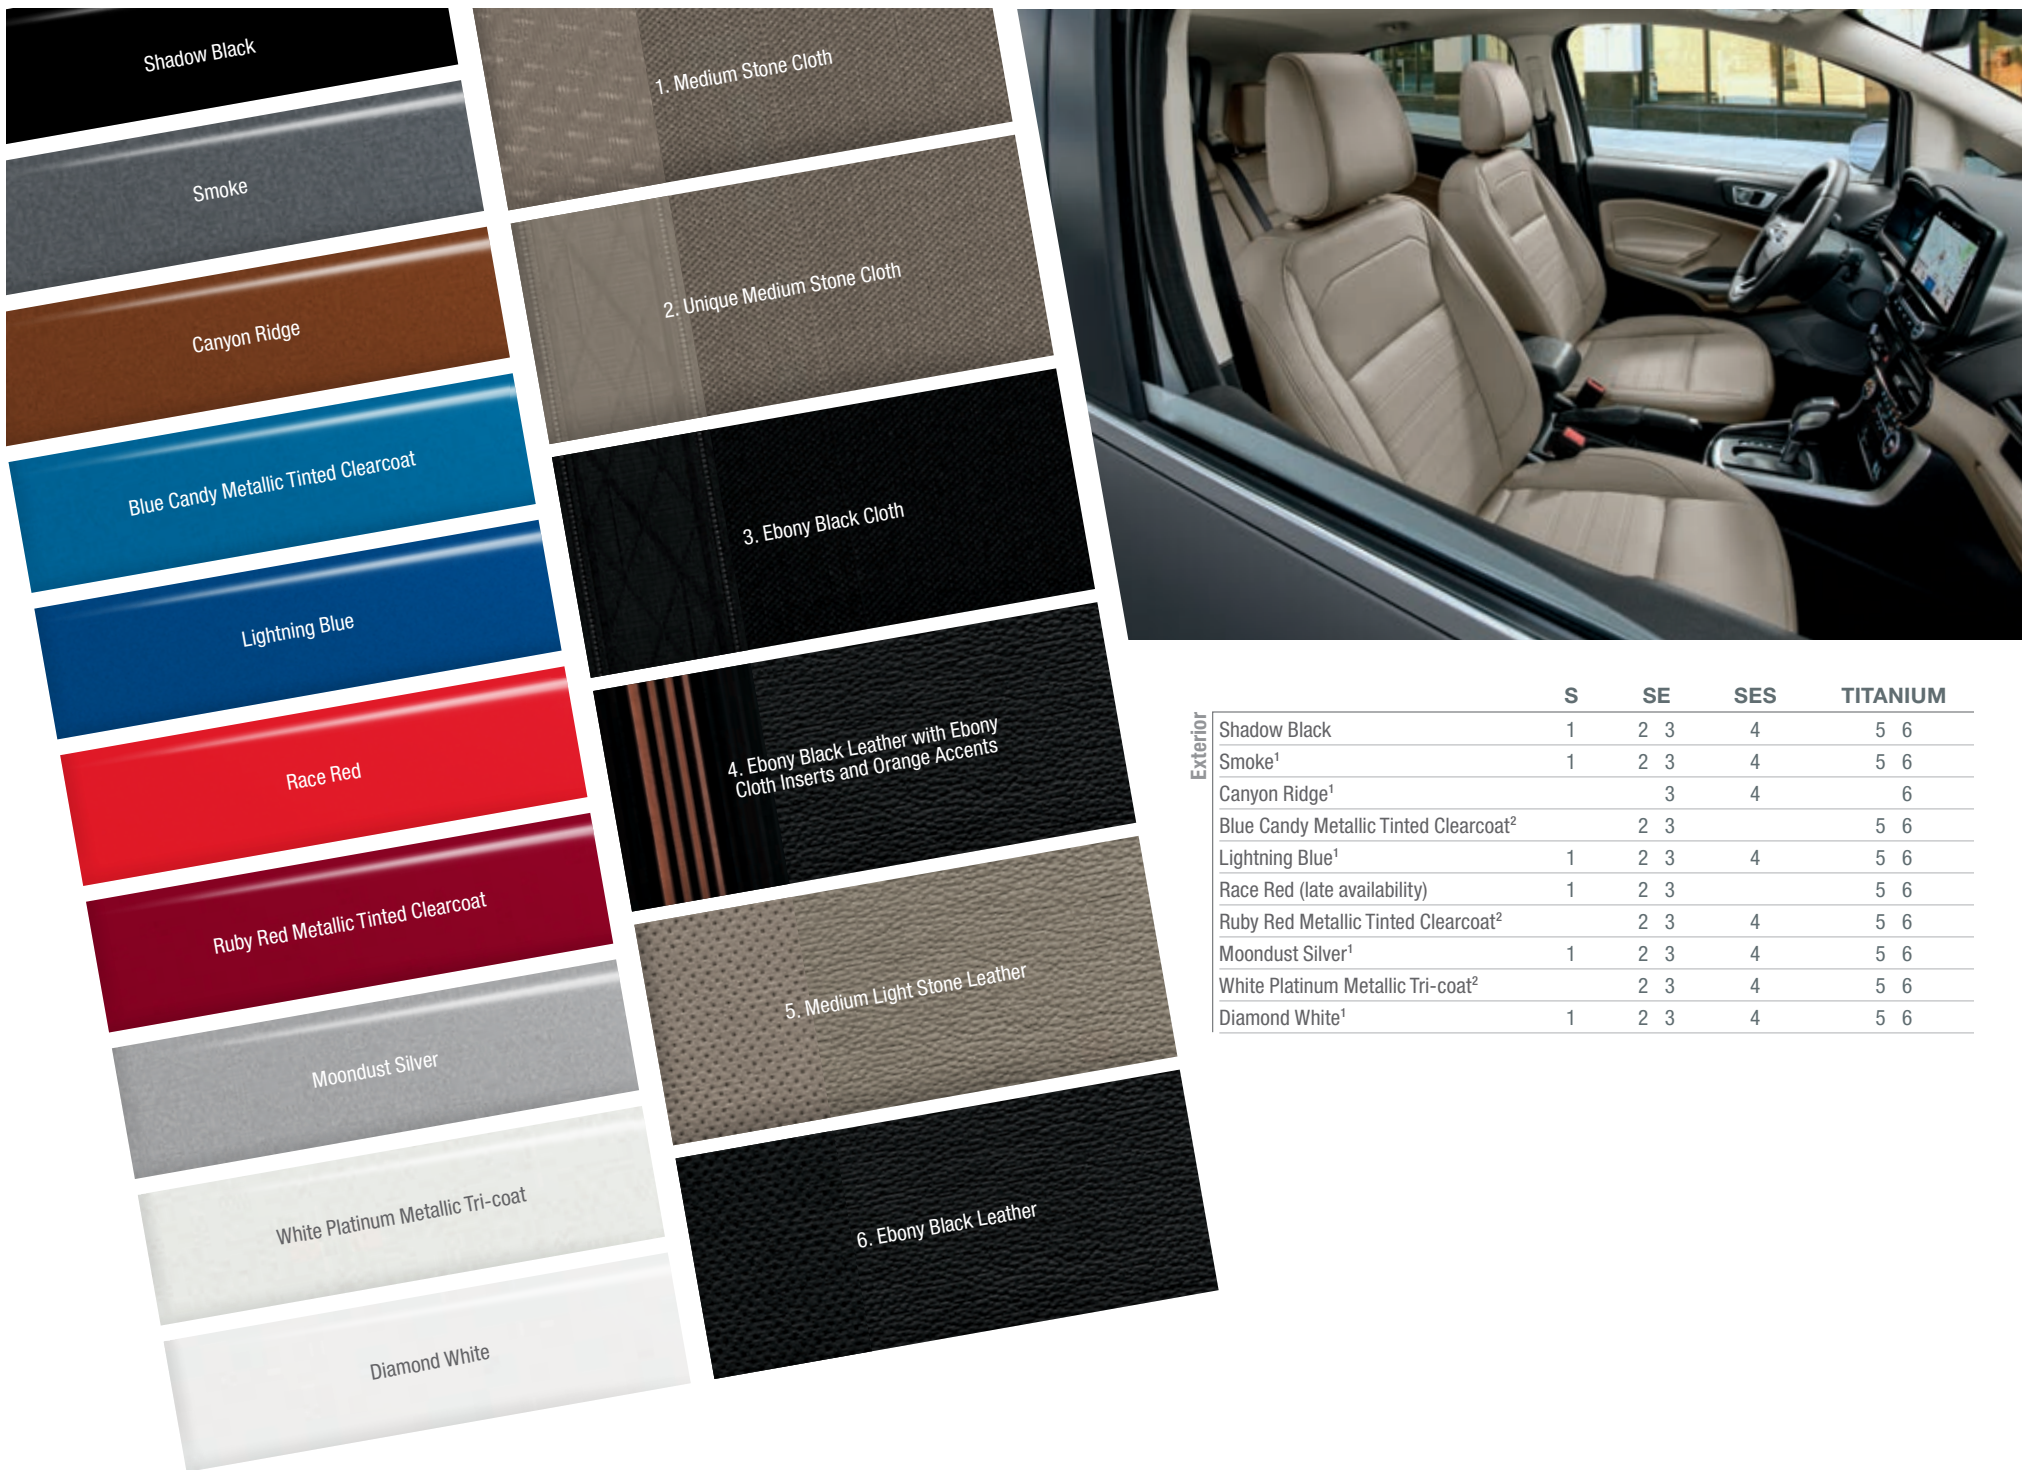 Shadow Black
Smoke
Canyon Ridge
Blue Candy Metallic Tinted Clearcoat
Lightning Blue
Race Red
Ruby Red Metallic Tinted Clearcoat
Moondust Silver
White Platinum Metallic Tri-coat
Diamond White
1. Medium Stone Cloth
2. Unique Medium Stone Cloth
3. Ebony Black Cloth
4. Ebony Black Leather with Ebony
Cloth Inserts and Orange Accents
5. Medium Light Stone Leather
6. Ebony Black Leather
S SE SES TITANIUM
Exterior
Shadow Black 1 2 3 4 5 6
Smoke¹ 1 2 3 4 5 6
Canyon Ridge¹ 3 4 6
Blue Candy Metallic Tinted Clearcoat² 2 3 5 6
Lightning Blue¹ 1 2 3 4 5 6
Race Red (late availability) 1 2 3 5 6
Ruby Red Metallic Tinted Clearcoat² 2 3 4 5 6
Moondust Silver¹ 1 2 3 4 5 6
White Platinum Metallic Tri-coat² 2 3 4 5 6
Diamond White¹ 1 2 3 4 5 6